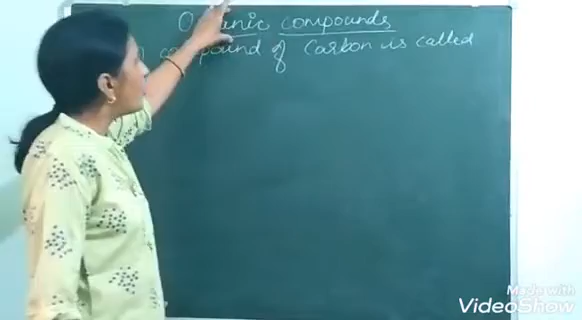 Organic compounds
compound of Carbon is called
Made with
VideoShow